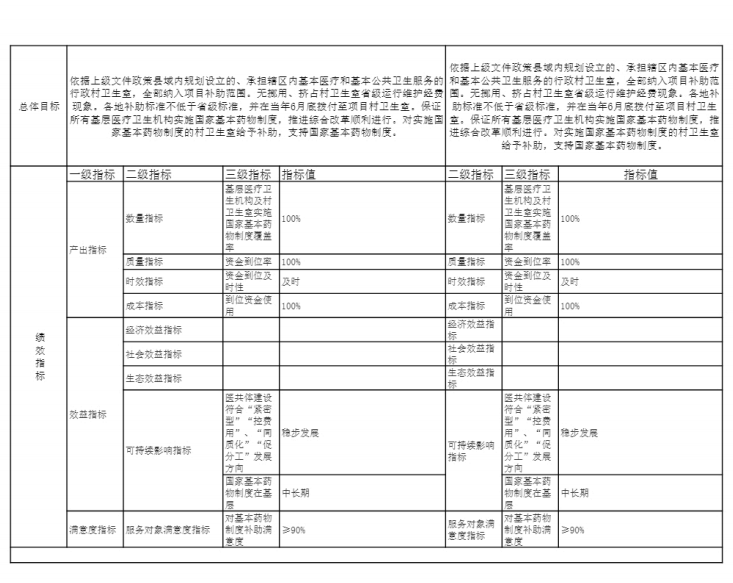 总体目标
依据上级文件政策县域内规划设立的、承担辖区内基本医疗和基本公共卫生服务的
行政村卫生室，全部纳入项目补助范围。无挪用、挤占村卫生室省级运行维护经费
现象。各地补助标准不低于省级标准，并在当年6月底拨付至项目村卫生室。保证
所有基层医疗卫生机构实施国家基本药物制度，推进综合改革顺利进行。对实施国
家基本药物制度的村卫生室给予补助，支持国家基本药物制度。
依据上级文件政策县域内规划设立的、承担辖区内基本医疗
和基本公共卫生服务的行政村卫生室，全部纳入项目补助范
围。无挪用、挤占村卫生室省级运行维护经费现象。各地补
助标准不低于省级标准，并在当年6月底拨付至项目村卫生
室。保证所有基层医疗卫生机构实施国家基本药物制度，推
进综合改革顺利进行。对实施国家基本药物制度的村卫生室
给予补助，支持国家基本药物制度。
绩
效
指
标
一级指标 二级指标 三级指标 指标值 二级指标 三级指标 指标值
产出指标
数量指标
基层医疗卫
生机构及村
卫生室实施
国家基本药
物制度覆盖
率
100%
数量指标
基层医疗卫
生机构及村
卫生室实施
国家基本药
物制度覆盖
率
100%
质量指标 资金到位率 100% 质量指标 资金到位率 100%
时效指标
资金到位及
时性
及时
时效指标
资金到位及
时性
及时
成本指标
到位资金使
用
100%
成本指标
到位资金使
用
100%
效益指标
经济效益指标
经济效益指
标
社会效益指标
社会效益指
标
生态效益指标
生态效益指
标
可持续影响指标
医共体建设
符合“紧密
型”“控费
用”、“同
质化”“促
分工”发展
方向
稳步发展
可持续影响
指标
医共体建设
符合“紧密
型”“控费
用”、“同
质化”“促
分工”发展
方向
稳步发展
国家基本药
物制度在基
层
中长期
国家基本药
物制度在基
层
中长期
满意度指标
服务对象满意度指标
对基本药物
制度补助满
意度
≥90%
服务对象满
意度指标
对基本药物
制度补助满
意度
≥90%